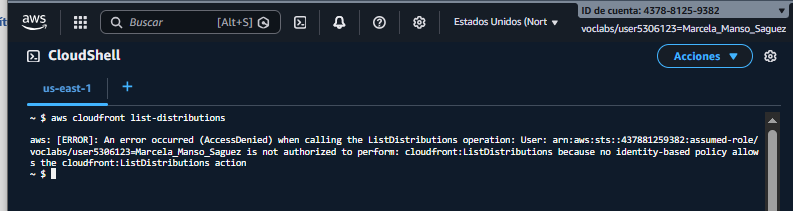 aws
Buscar
[Alt+S]
Estados Unidos (Nort
ID de cuenta: 4378-8125-9382
voclabs/user5306123=Marcela_Manso_Saguez
CloudShell
Acciones
us-east-1
+
~ $ aws cloudfront list-distributions
aws: [ERROR]: An error occurred (AccessDenied) when calling the ListDistributions operation: User: arn:aws:sts::437881259382:assumed-role/
voclabs/user5306123=Marcela_Manso_Saguez is not authorized to perform: cloudfront:ListDistributions because no identity-based policy allow
s the cloudfront:ListDistributions action
~ $